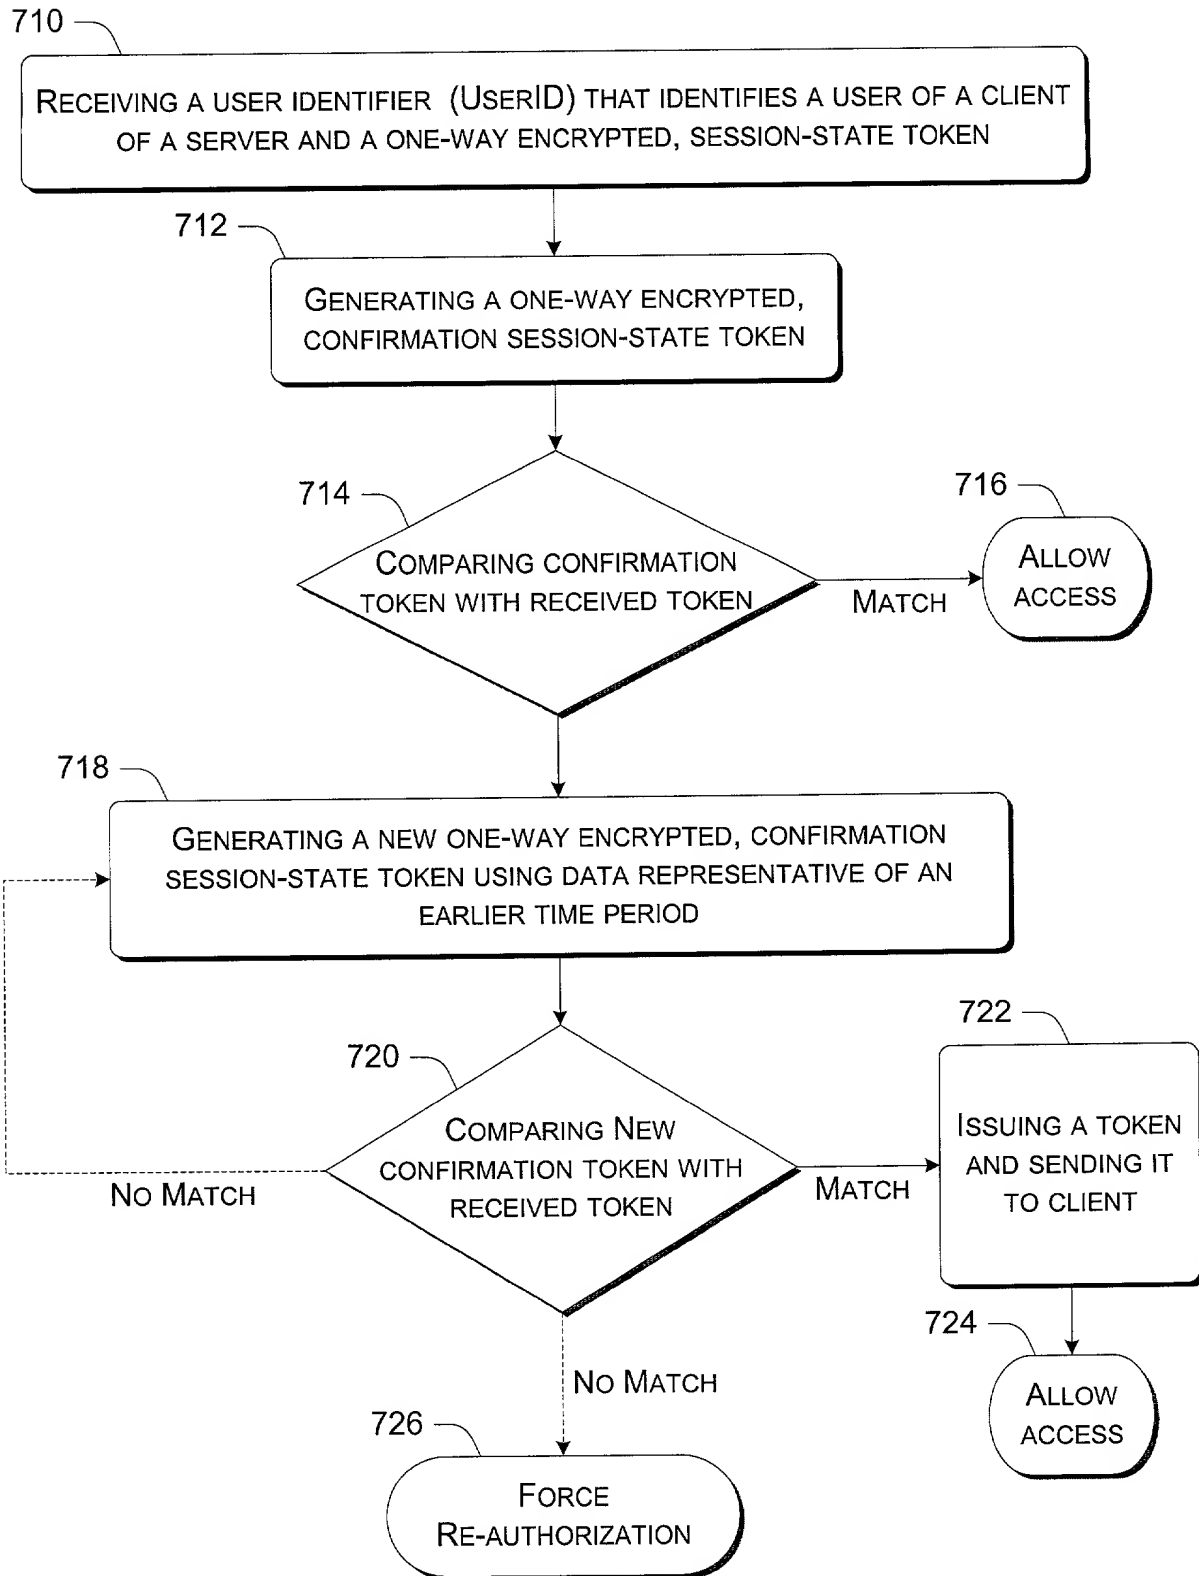 710
RECEIVING A USER IDENTIFIER (USERID) THAT IDENTIFIES A USER OF A CLIENT
OF A SERVER AND A ONE-WAY ENCRYPTED, SESSION-STATE TOKEN
712
GENERATING A ONE-WAY ENCRYPTED,
CONFIRMATION SESSION-STATE TOKEN
714
COMPARING CONFIRMATION
TOKEN WITH RECEIVED TOKEN
MATCH
716
ALLOW
ACCESS
718
GENERATING A NEW ONE-WAY ENCRYPTED, CONFIRMATION
SESSION-STATE TOKEN USING DATA REPRESENTATIVE OF AN
EARLIER TIME PERIOD
720
COMPARING NEW
CONFIRMATION TOKEN WITH
RECEIVED TOKEN
NO MATCH
MATCH
722
ISSUING A TOKEN
AND SENDING IT
TO CLIENT
724
ALLOW
ACCESS
NO MATCH
726
FORCE
RE-AUTHORIZATION